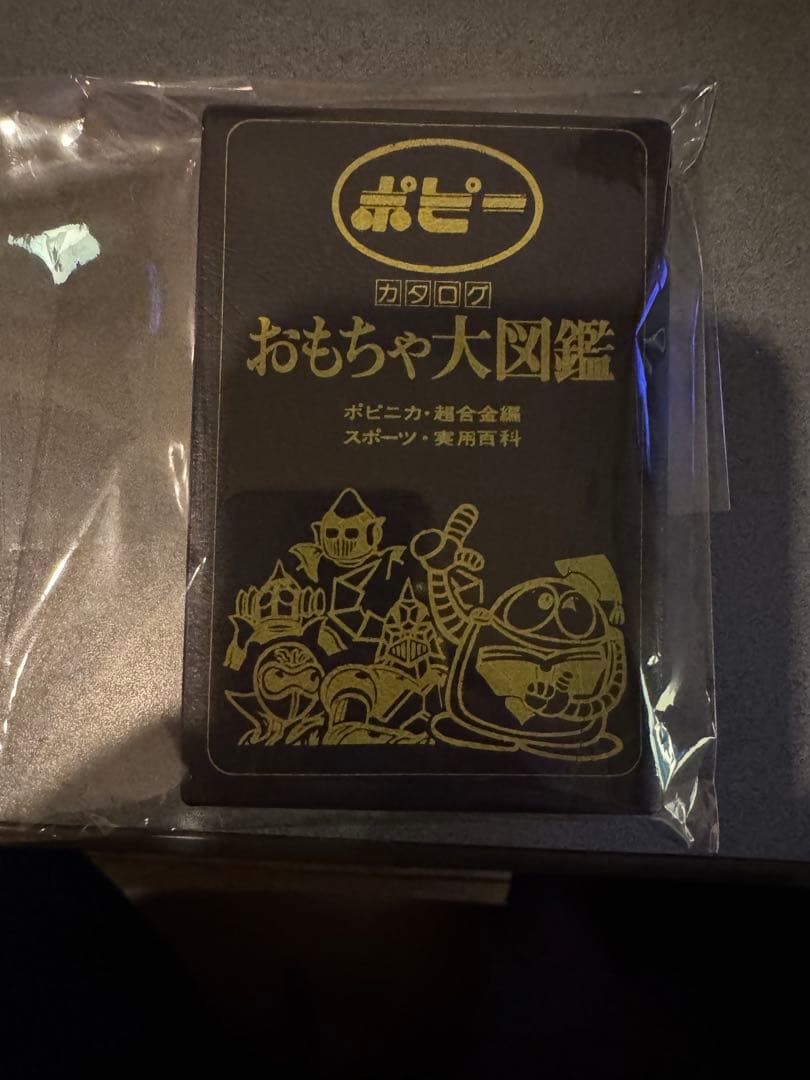 ポピー
カタログ
おもちゃ大図鑑
ポピニカ・超合金編
スポーツ・実用百科